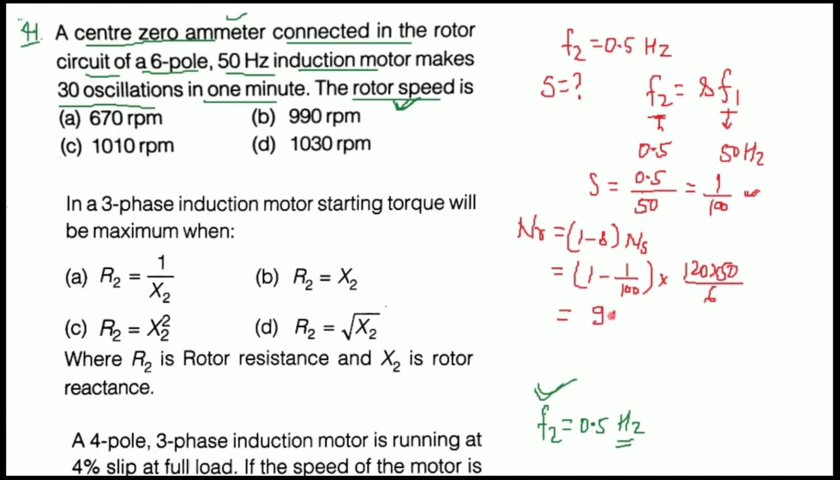 41. A centre zero ammeter connected in the rotor
circuit of a 6-pole, 50 Hz induction motor makes
30 oscillations in one minute. The rotor speed is
(a) 670 rpm (b) 990 rpm
(c) 1010 rpm (d) 1030 rpm
In a 3-phase induction motor starting torque will
be maximum when:
(a) R₂ = 1/X₂ (b) R₂ = X₂
(c) R₂ = X₂² (d) R₂ = √X₂
Where R₂ is Rotor resistance and X₂ is rotor
reactance.
A 4-pole, 3-phase induction motor is running at
4% slip at full load. If the speed of the motor is
f₂ = 0.5 Hz
S = ? f₂ = sf₁
0.5 50 Hz
S = 0.5/50 = 1/100
Nr = (1-s) Ns
= (1 - 1/100) × 120×50/6
= 9
f₂ = 0.5 Hz